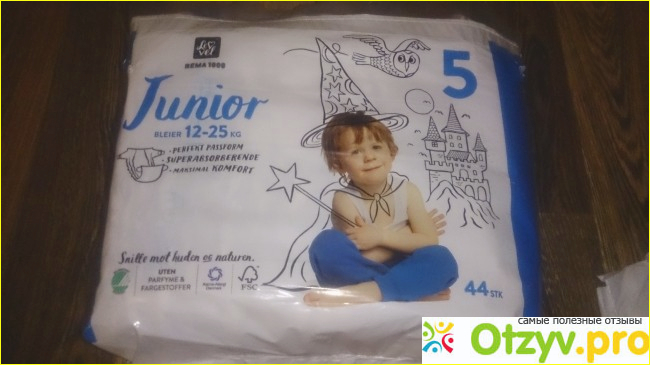 REMA 1000
5
Junior
BLEIER 12-25 KG
- PERFEKT PASSFORM
- SUPERABSORBERENDE
- MAKSIMAL KOMFORT
Snille mot huden og naturen.
UTEN
PARFYME &
FARGESTOFFER
FSC
44 STK
самые полезные отзывы
Otzyv.pro